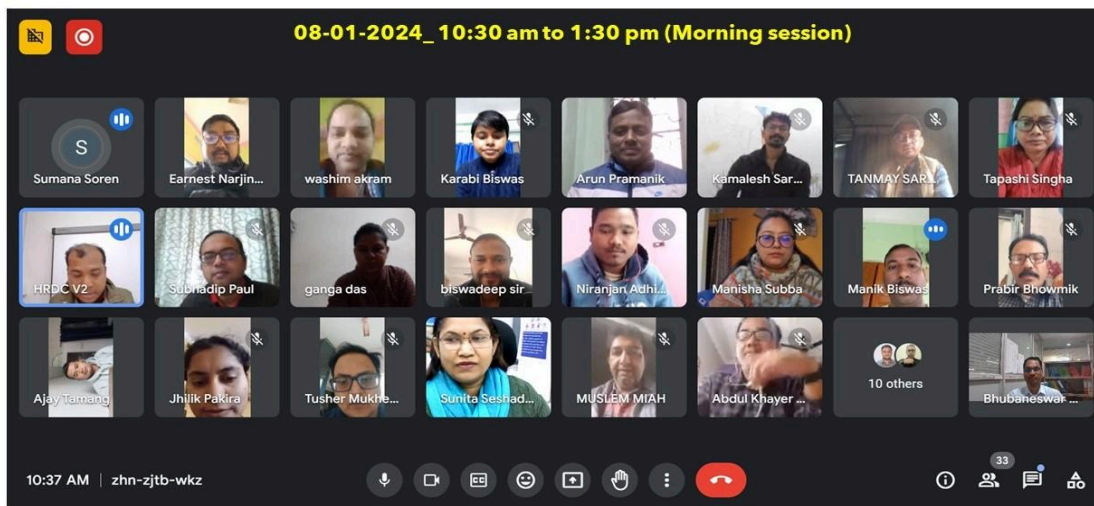 08-01-2024_ 10:30 am to 1:30 pm (Morning session)
S
Sumana Soren
Earnest Narjin...
washim akram
Karabi Biswas
Arun Pramanik
Kamalesh Sar...
TANMAY SAR...
Tapashi Singha
HRDC V2
Subhadip Paul
ganga das
biswadeep sir
Niranjan Adhi...
Manisha Subba
Manik Biswas
Prabir Bhowmik
Ajay Tamang
Jhilik Pakira
Tusher Mukhe...
Sunita Seshad...
MUSLEM MIAH
Abdul Khayer ...
10 others
Bhubaneswar ...
10:37 AM | zhn-zjtb-wkz
CC
33